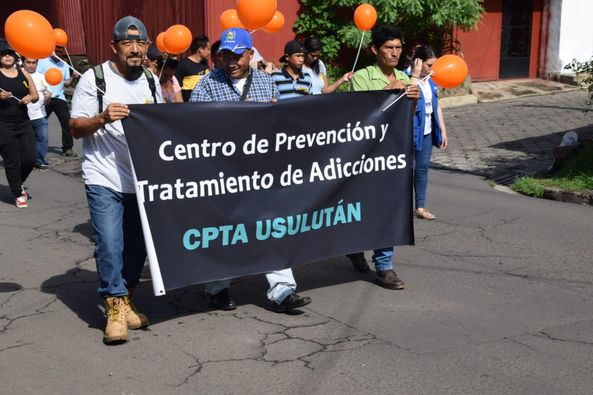 Centro de Prevención y
Tratamiento de Adicciones
CPTA USULUTÁN